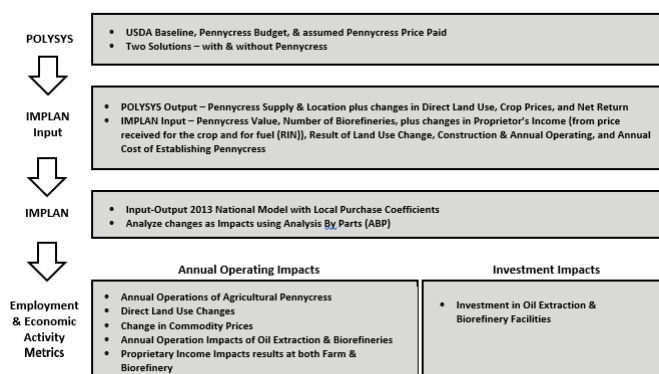 POLYSYS
• USDA Baseline, Pennycress Budget, & assumed Pennycress Price Paid
• Two Solutions – with & without Pennycress
IMPLAN
Input
• POLYSYS Output – Pennycress Supply & Location plus changes in Direct Land Use, Crop Prices, and Net Return
• IMPLAN Input – Pennycress Value, Number of Biorefineries, plus changes in Proprietor's Income (from price
received for the crop and for fuel (RIN)), Result of Land Use Change, Construction & Annual Operating, and Annual
Cost of Establishing Pennycress
IMPLAN
• Input-Output 2013 National Model with Local Purchase Coefficients
• Analyze changes as Impacts using Analysis By Parts (ABP)
Annual Operating Impacts
Investment Impacts
Employment
& Economic
Activity
Metrics
• Annual Operations of Agricultural Pennycress
• Direct Land Use Changes
• Change in Commodity Prices
• Annual Operation Impacts of Oil Extraction & Biorefineries
• Proprietary Income Impacts results at both Farm &
Biorefinery
• Investment in Oil Extraction &
Biorefinery Facilities